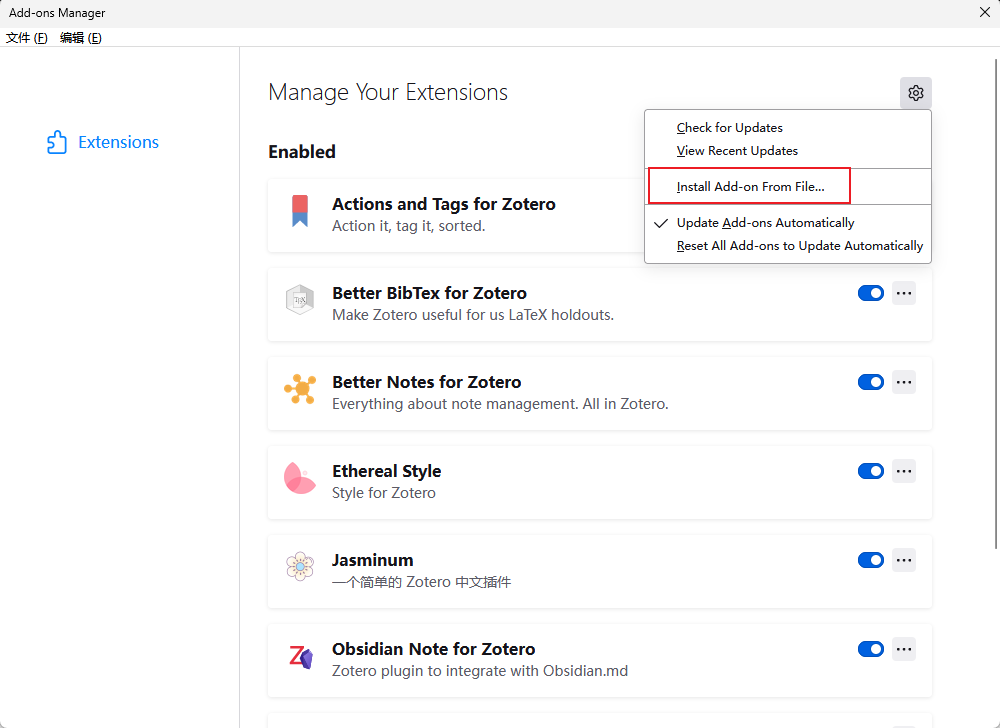 Add-ons Manager
文件 (F) 编辑 (E)
Extensions
Manage Your Extensions
Check for Updates
View Recent Updates
Install Add-on From File...
Update Add-ons Automatically
Reset All Add-ons to Update Automatically
Enabled
Actions and Tags for Zotero
Action it, tag it, sorted.
Better BibTex for Zotero
Make Zotero useful for us LaTeX holdouts.
Better Notes for Zotero
Everything about note management. All in Zotero.
Ethereal Style
Style for Zotero
Jasminum
一个简单的 Zotero 中文插件
Obsidian Note for Zotero
Zotero plugin to integrate with Obsidian.md